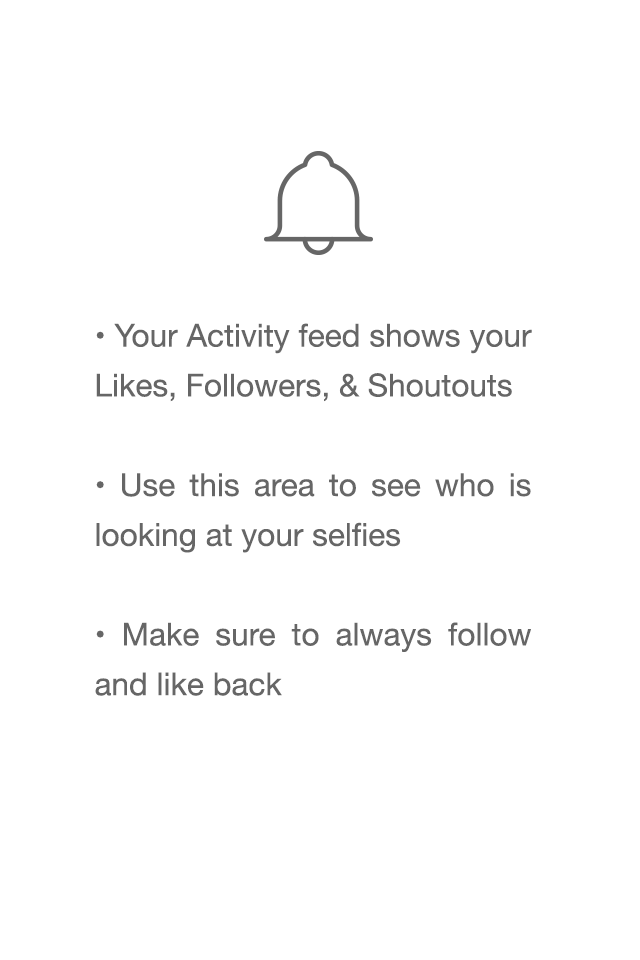 • Your Activity feed shows your
Likes, Followers, & Shoutouts
• Use this area to see who is
looking at your selfies
• Make sure to always follow
and like back